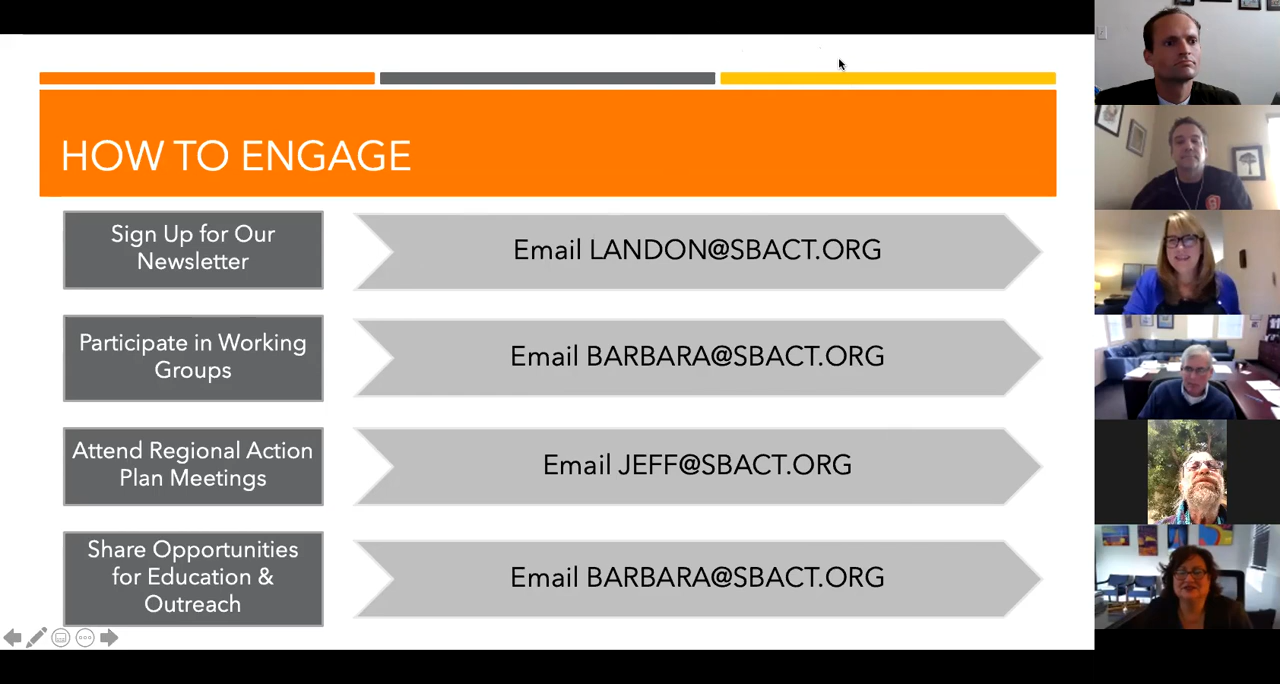 HOW TO ENGAGE
Sign Up for Our
Newsletter
Email LANDON@SBACT.ORG
Participate in Working
Groups
Email BARBARA@SBACT.ORG
Attend Regional Action
Plan Meetings
Email JEFF@SBACT.ORG
Share Opportunities
for Education &
Outreach
Email BARBARA@SBACT.ORG